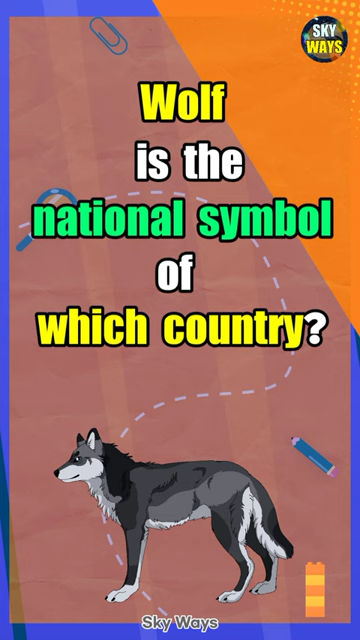 SKY
WAYS
Wolf
is the
national symbol
of
which country?
Sky Ways